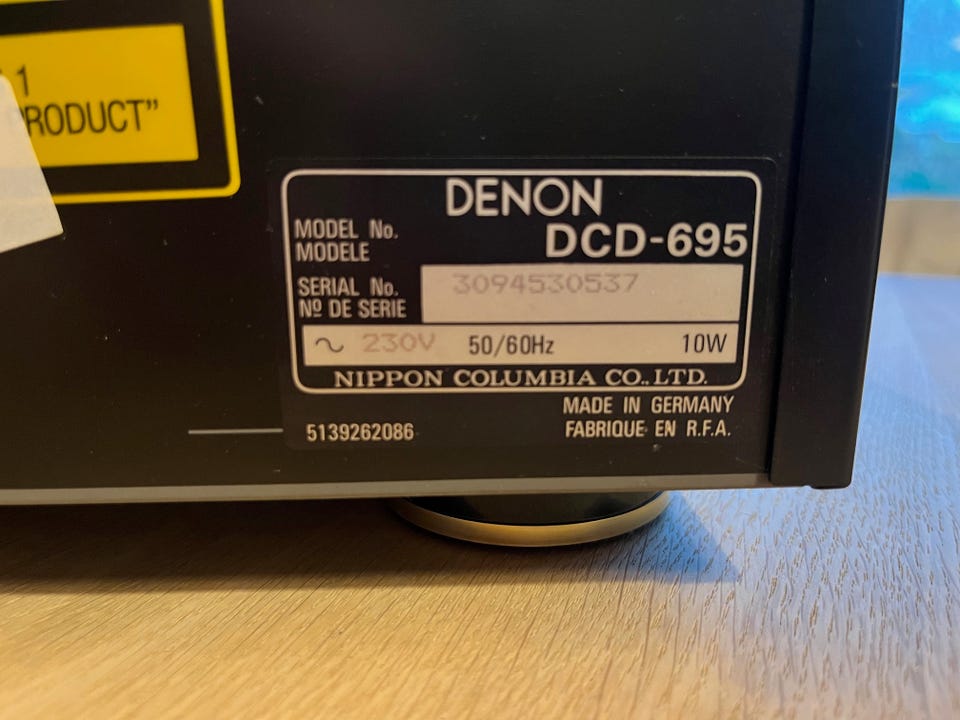 1
PRODUCT”
DENON
MODEL No.
MODELE
DCD-695
SERIAL No.
Nº DE SERIE
3094530537
~ 230V 50/60Hz 10W
NIPPON COLUMBIA CO., LTD.
MADE IN GERMANY
FABRIQUE EN R.F.A.
5139262086